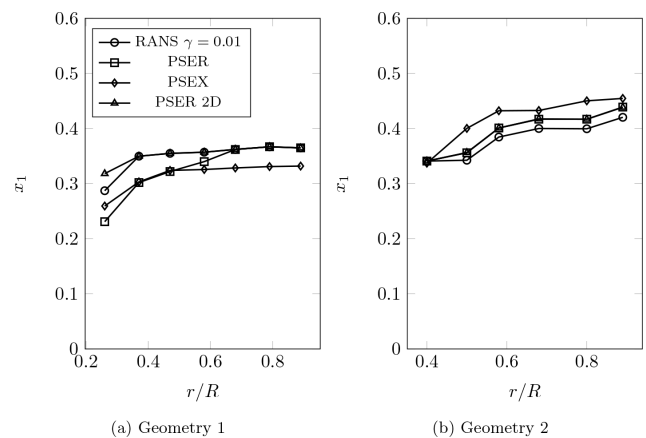 0.6
0.5
0.4
0.3
0.2
0.1
0
x₁
RANS γ = 0.01
PSER
PSEX
PSER 2D
0.2 0.4 0.6 0.8
r/R
(a) Geometry 1
0.6
0.5
0.4
0.3
0.2
0.1
0
x₁
0.4 0.6 0.8
r/R
(b) Geometry 2